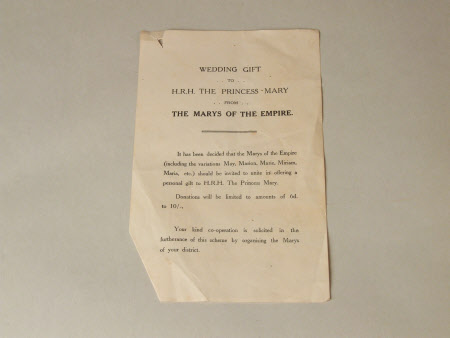 WEDDING GIFT
. . TO . .
H.R.H. THE PRINCESS MARY
. . FROM . .
THE MARYS OF THE EMPIRE.
It has been decided that the Marys of the Empire
(including the variations May, Marion, Marie, Miriam,
Maria, etc.) should be invited to unite in offering a
personal gift to H.R.H. The Princess Mary.
Donations will be limited to amounts of 6d.
to 10/-.
Your kind co-operation is solicited in the
furtherance of this scheme by organising the Marys
of your district.